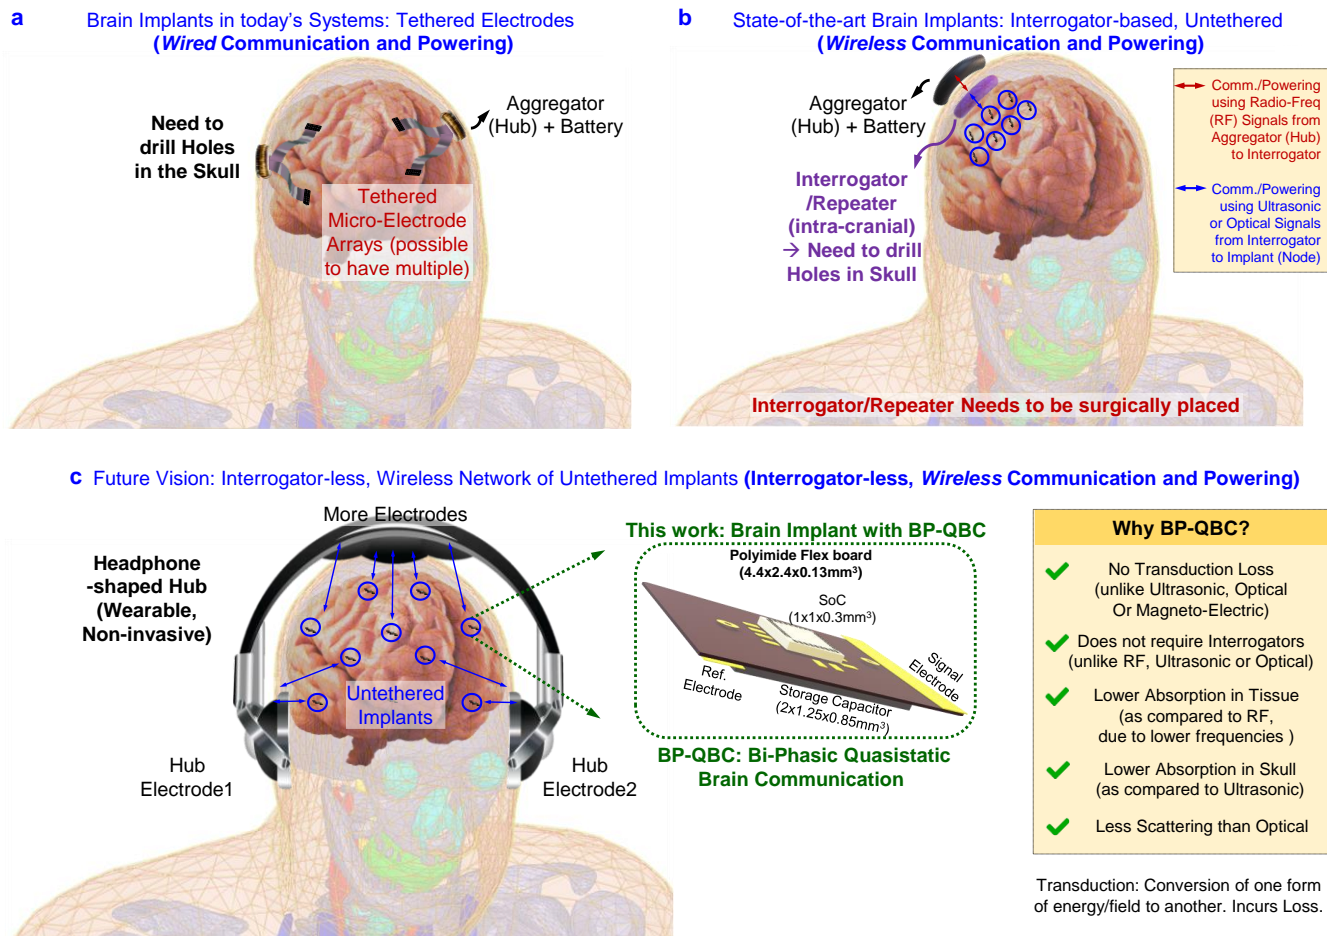 a
Brain Implants in today’s Systems: Tethered Electrodes
(Wired Communication and Powering)
Need to
drill Holes
in the Skull
Aggregator
(Hub) + Battery
Tethered
Micro-Electrode
Arrays (possible
to have multiple)
b
State-of-the-art Brain Implants: Interrogator-based, Untethered
(Wireless Communication and Powering)
Aggregator
(Hub) + Battery
Interrogator
/Repeater
(intra-cranial)
→ Need to drill
Holes in Skull
Comm./Powering
using Radio-Freq
(RF) Signals from
Aggregator (Hub)
to Interrogator
Comm./Powering
using Ultrasonic
or Optical Signals
from Interrogator
to Implant (Node)
Interrogator/Repeater Needs to be surgically placed
c Future Vision: Interrogator-less, Wireless Network of Untethered Implants (Interrogator-less, Wireless Communication and Powering)
More Electrodes
Headphone
-shaped Hub
(Wearable,
Non-invasive)
Untethered
Implants
Hub
Electrode1
Hub
Electrode2
This work: Brain Implant with BP-QBC
Polyimide Flex board
(4.4x2.4x0.13mm³)
SoC
(1x1x0.3mm³)
Ref.
Electrode
Signal
Electrode
Storage Capacitor
(2x1.25x0.85mm³)
BP-QBC: Bi-Phasic Quasistatic
Brain Communication
Why BP-QBC?
No Transduction Loss
(unlike Ultrasonic, Optical
Or Magneto-Electric)
Does not require Interrogators
(unlike RF, Ultrasonic or Optical)
Lower Absorption in Tissue
(as compared to RF,
due to lower frequencies )
Lower Absorption in Skull
(as compared to Ultrasonic)
Less Scattering than Optical
Transduction: Conversion of one form
of energy/field to another. Incurs Loss.